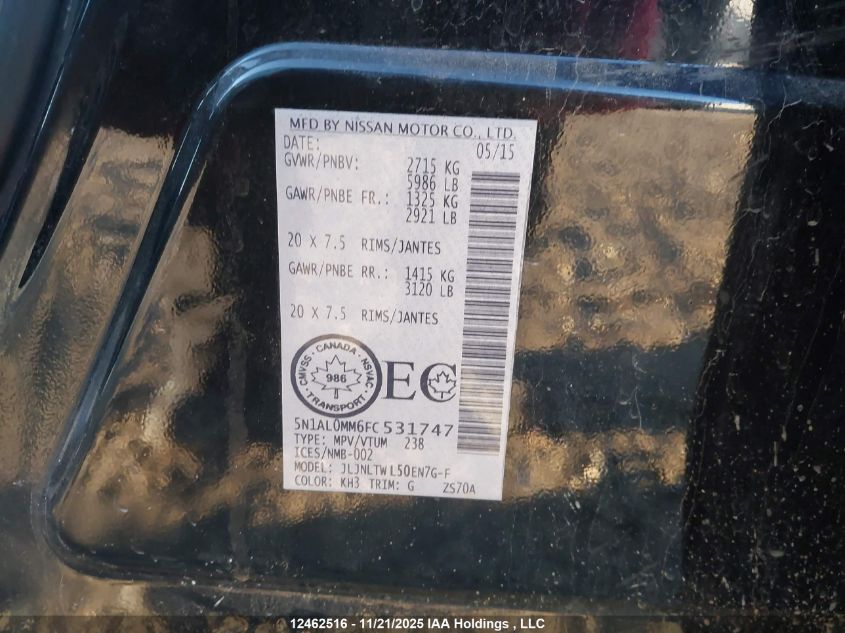 MFD BY NISSAN MOTOR CO., LTD.
DATE: 05/15
GVWR/PNBV: 2715 KG
5986 LB
GAWR/PNBE FR.: 1325 KG
2921 LB
20 X 7.5 RIMS/JANTES
GAWR/PNBE RR.: 1415 KG
3120 LB
20 X 7.5 RIMS/JANTES
CMVSS · CANADA · NSVAC · TRANSPORT ·
986
EC
5N1AL0MM6FC531747
TYPE: MPV/VTUM 238
ICES/NMB-002
MODEL: JLJNLTWL50EN7G-F
COLOR: KH3 TRIM: G ZS70A
12462516 - 11/21/2025 IAA Holdings , LLC